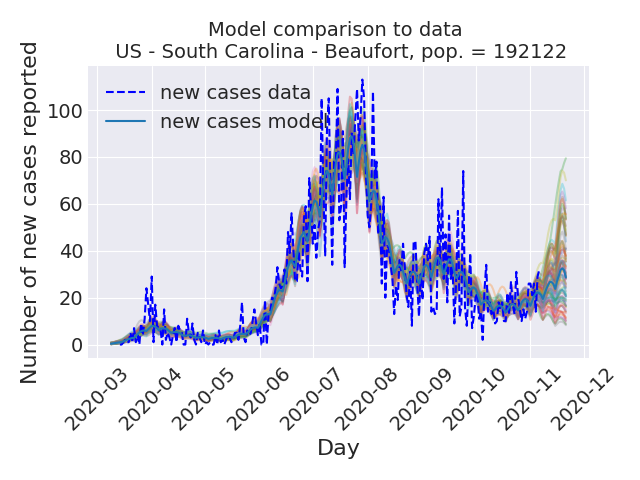 Model comparison to data
US - South Carolina - Beaufort, pop. = 192122
Number of new cases reported
new cases data
new cases model
100
80
60
40
20
0
2020-03
2020-04
2020-05
2020-06
2020-07
2020-08
2020-09
2020-10
2020-11
2020-12
Day